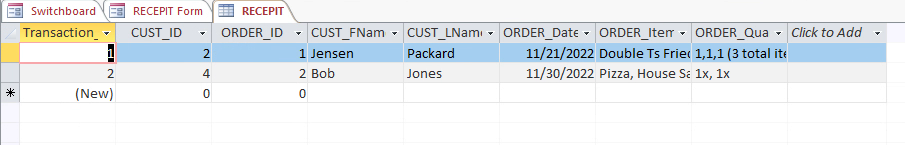 Switchboard RECEPIT Form RECEPIT
Transaction_ CUST_ID ORDER_ID CUST_FNam CUST_LName ORDER_Date ORDER_Item ORDER_Qua Click to Add
1 2 1 Jensen Packard 11/21/2022 Double Ts Fried 1,1,1 (3 total ite
2 4 2 Bob Jones 11/30/2022 Pizza, House Sa 1x, 1x
(New) 0 0